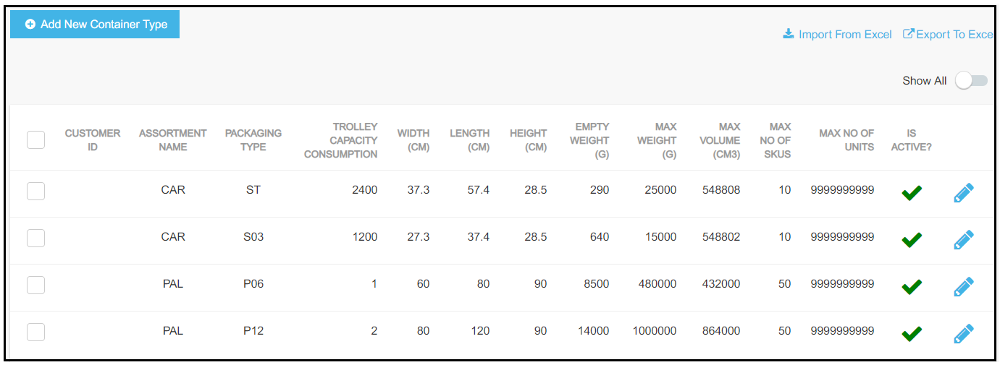 Add New Container Type
Import From Excel Export To Exce
Show All
CUSTOMER ID ASSORTMENT NAME PACKAGING TYPE TROLLEY CAPACITY CONSUMPTION WIDTH (CM) LENGTH (CM) HEIGHT (CM) EMPTY WEIGHT (G) MAX WEIGHT (G) MAX VOLUME (CM3) MAX NO OF SKUS MAX NO OF UNITS IS ACTIVE?
CAR ST 2400 37.3 57.4 28.5 290 25000 548808 10 9999999999
CAR S03 1200 27.3 37.4 28.5 640 15000 548802 10 9999999999
PAL P06 1 60 80 90 8500 480000 432000 50 9999999999
PAL P12 2 80 120 90 14000 1000000 864000 50 9999999999